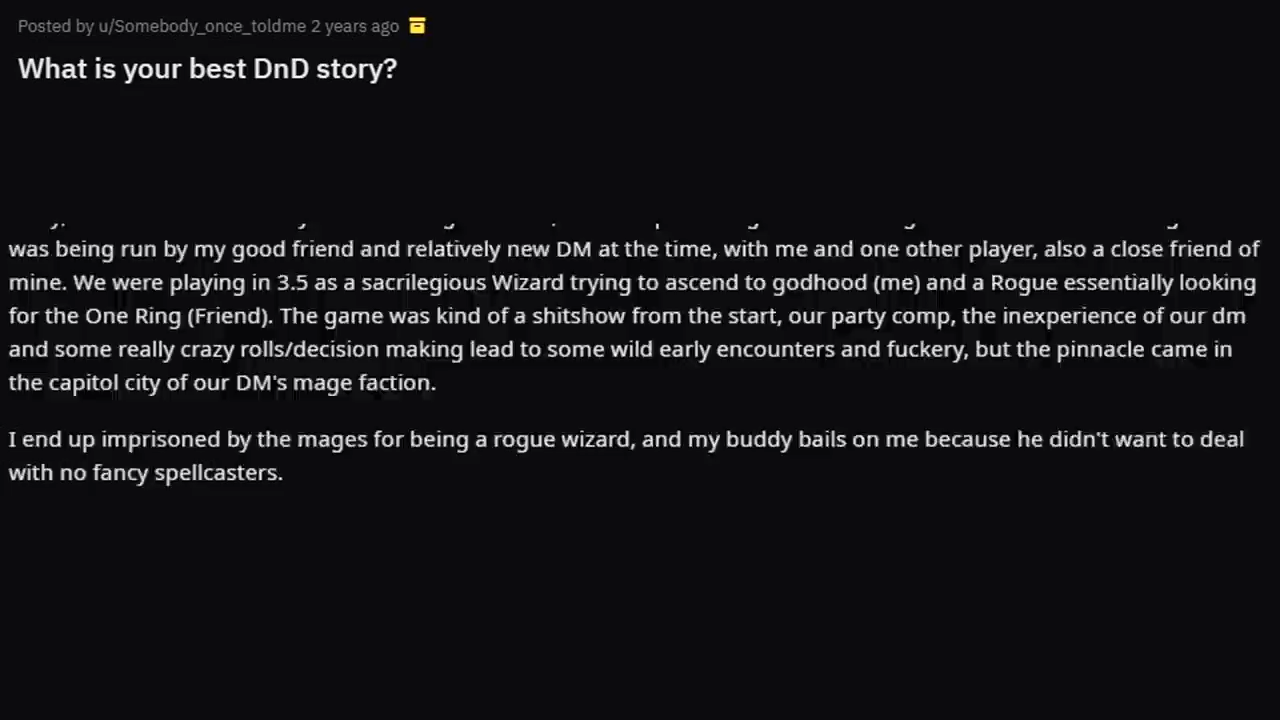 Posted by u/Somebody_once_toldme 2 years ago
What is your best DnD story?
was being run by my good friend and relatively new DM at the time, with me and one other player, also a close friend of
mine. We were playing in 3.5 as a sacrilegious Wizard trying to ascend to godhood (me) and a Rogue essentially looking
for the One Ring (Friend). The game was kind of a shitshow from the start, our party comp, the inexperience of our dm
and some really crazy rolls/decision making lead to some wild early encounters and fuckery, but the pinnacle came in
the capitol city of our DM's mage faction.
I end up imprisoned by the mages for being a rogue wizard, and my buddy bails on me because he didn't want to deal
with no fancy spellcasters.